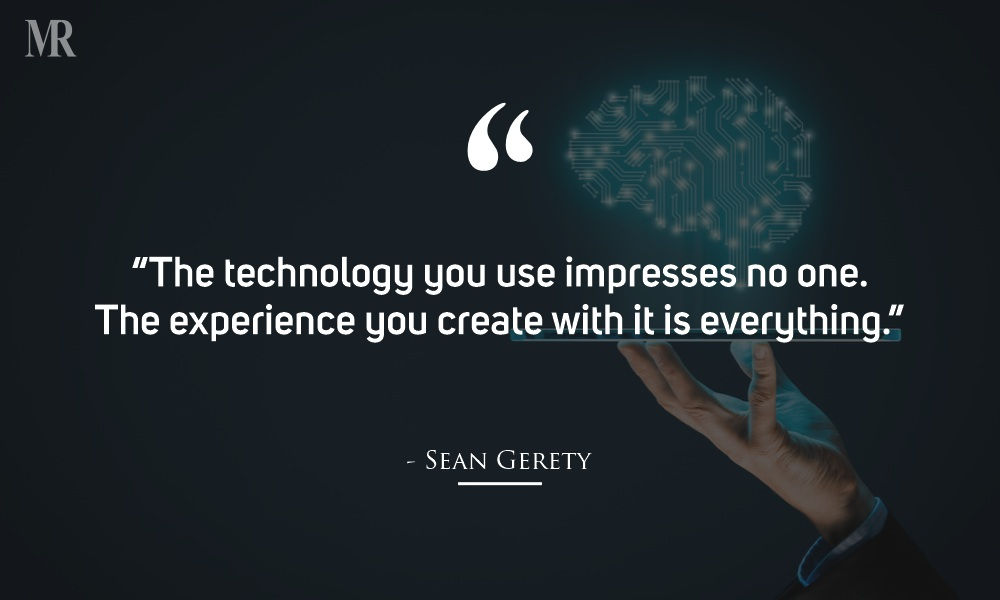 MR
“
“The technology you use impresses no one.
The experience you create with it is everything.”
- Sean Gerety